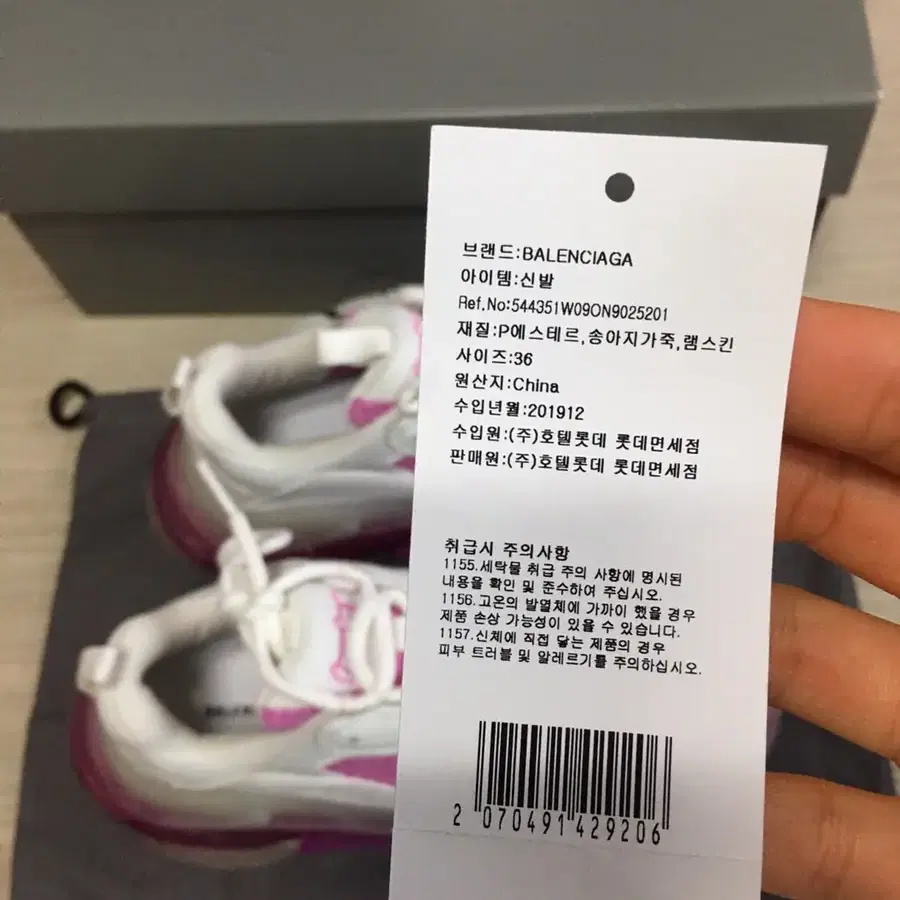 브랜드:BALENCIAGA
아이템:신발
Ref.No:544351W09ON9025201
재질:P에스테르,송아지가죽,램스킨
사이즈:36
원산지:China
수입년월:201912
수입원:(주)호텔롯데 롯데면세점
판매원:(주)호텔롯데 롯데면세점
취급시 주의사항
1155.세탁물 취급 주의 사항에 명시된
내용을 확인 및 준수하여 주십시오.
1156.고온의 발열체에 가까이 했을 경우
제품 손상 가능성이 있을 수 있습니다.
1157.신체에 직접 닿는 제품의 경우
피부 트러블 및 알레르기를 주의하십시오.
2 070491 429206